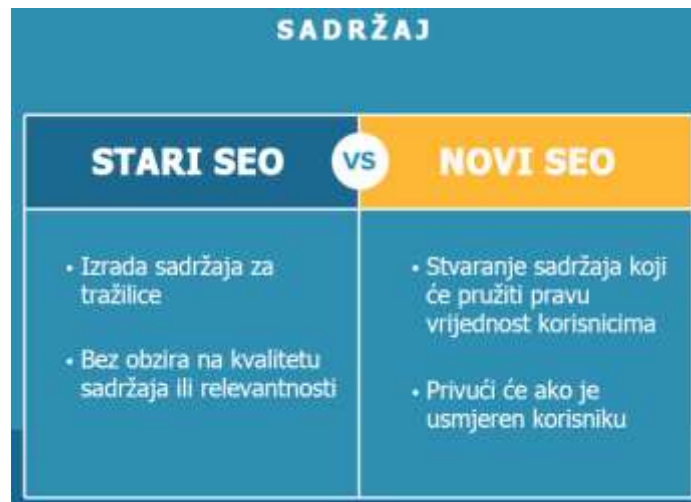 SADRŽAJ
STARI SEO
VS
NOVI SEO
• Izrada sadržaja za
tražilice
• Bez obzira na kvalitetu
sadržaja ili relevantnosti
• Stvaranje sadržaja koji
će pružiti pravu
vrijednost korisnicima
• Privući će ako je
usmjeren korisniku